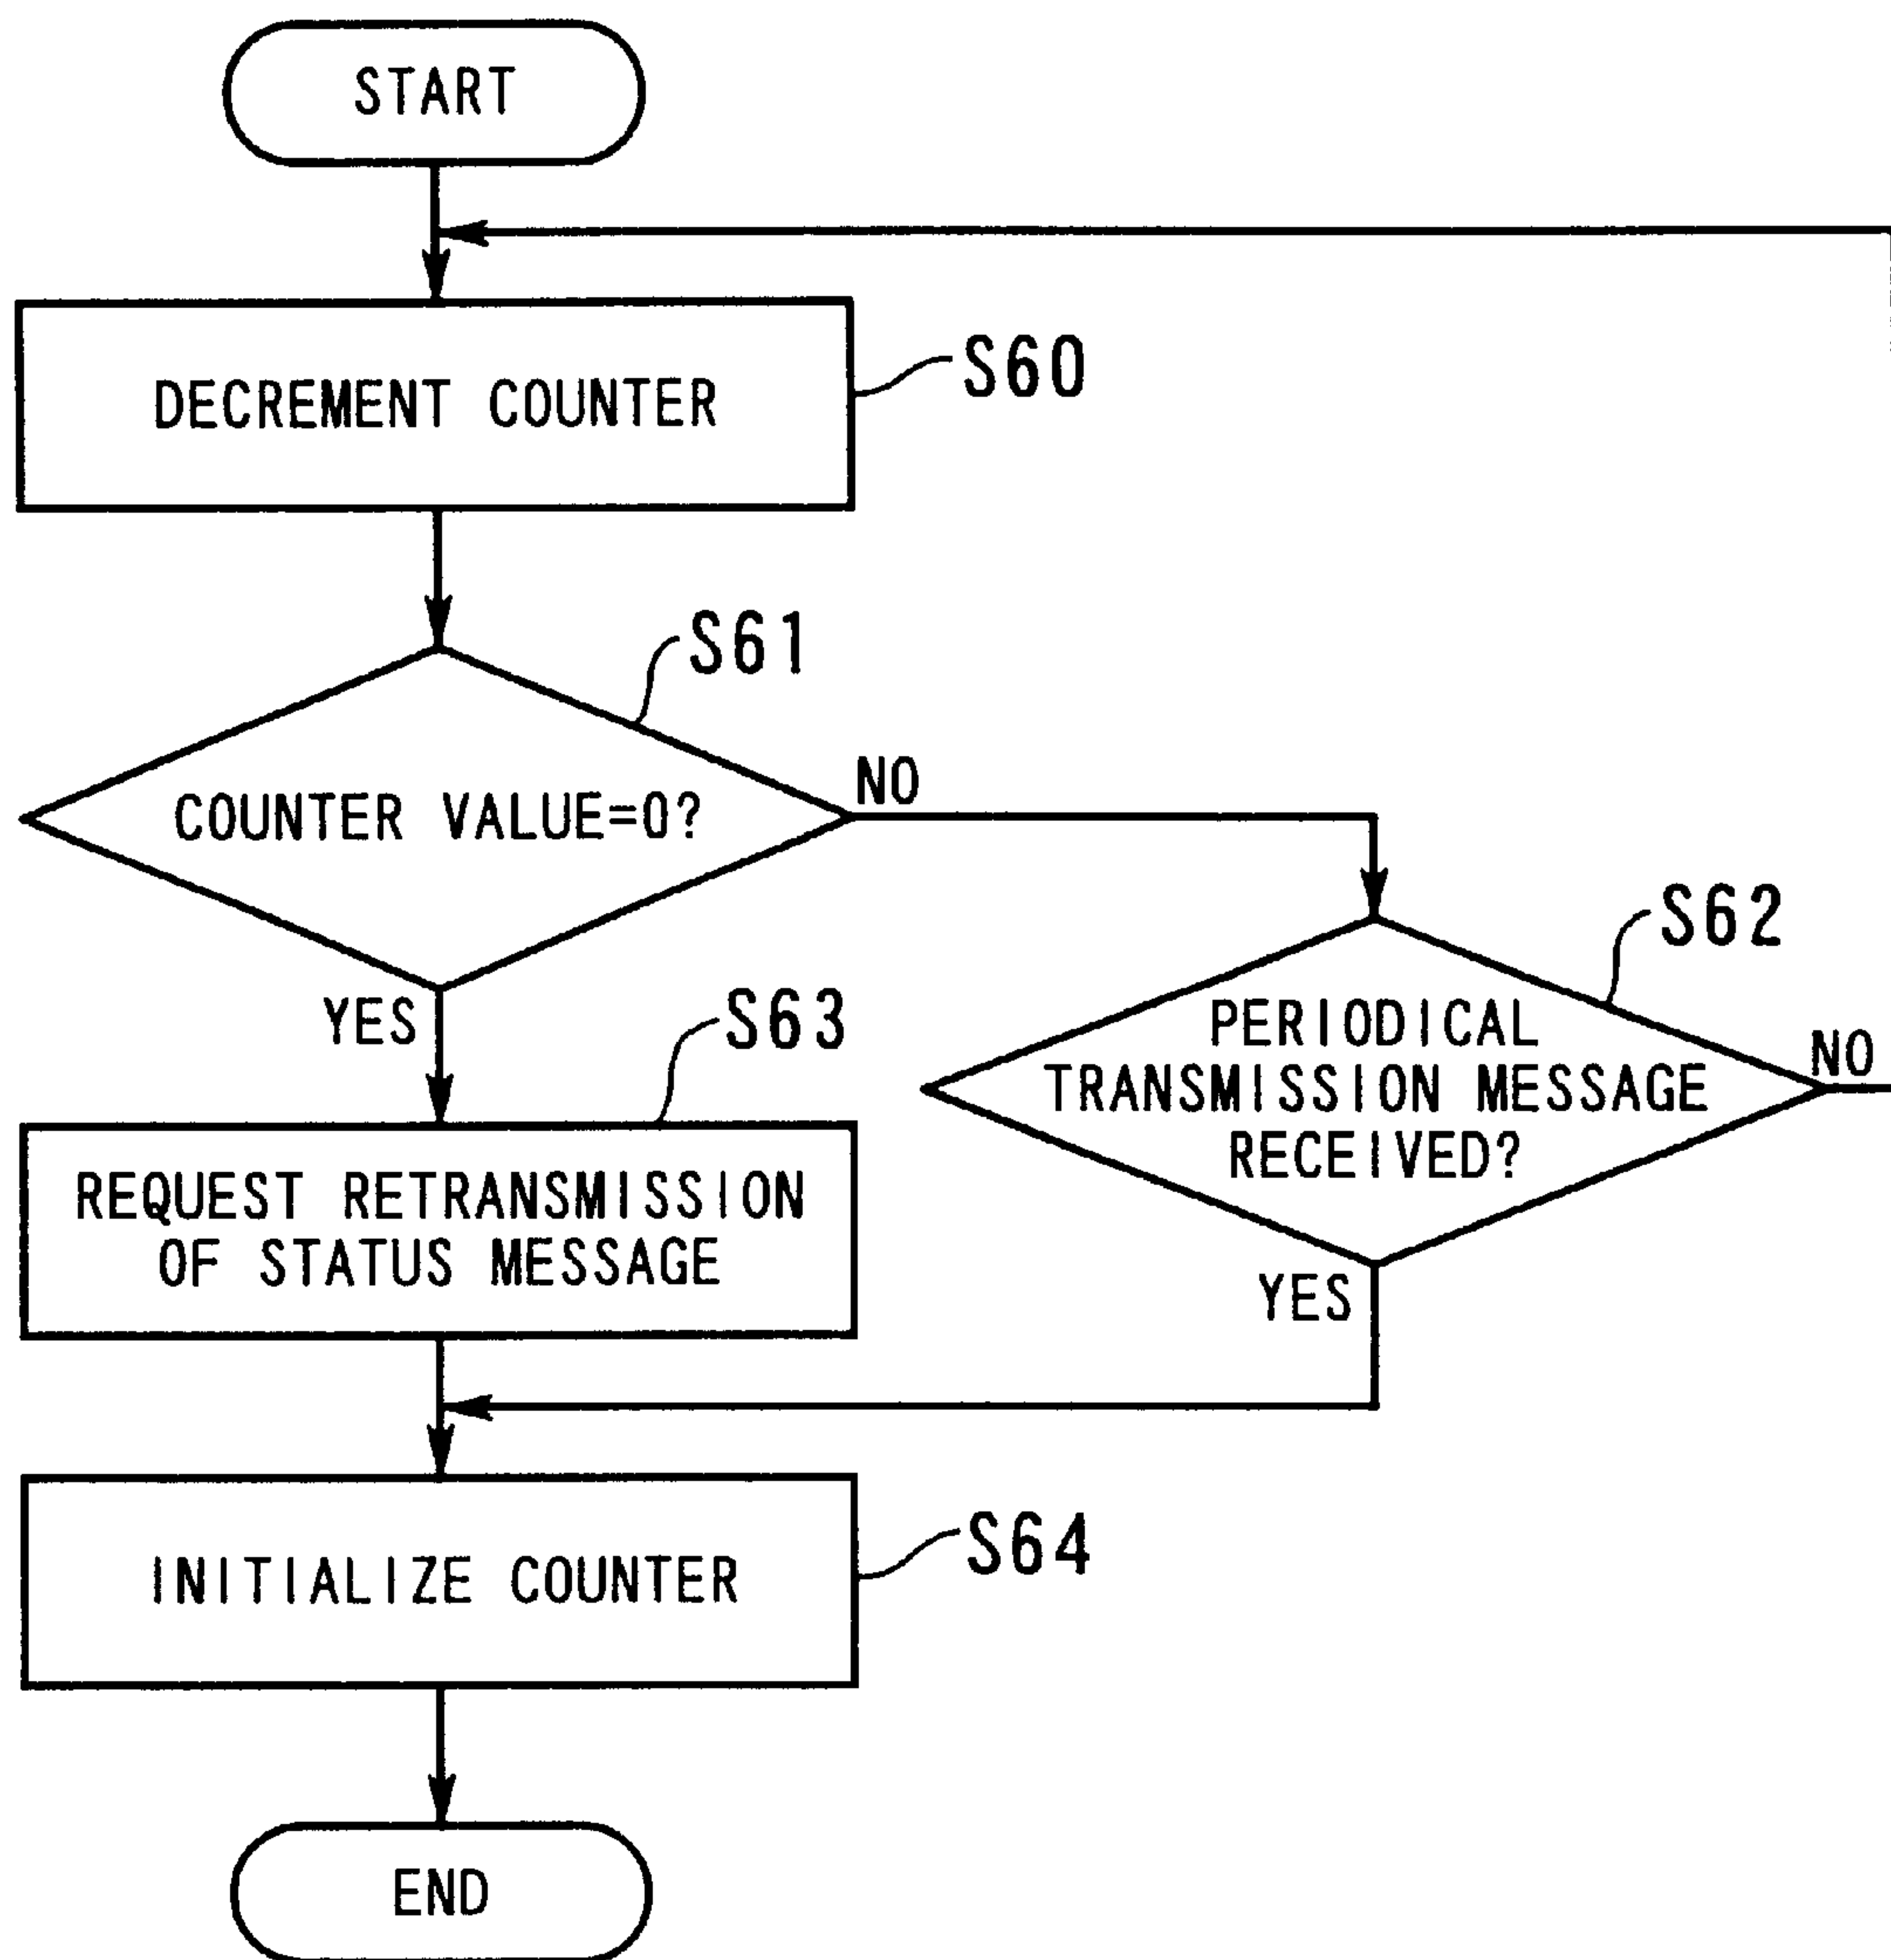 START
DECREMENT COUNTER
S60
S61
COUNTER VALUE=0?
NO
YES
S62
PERIODICAL
TRANSMISSION MESSAGE
RECEIVED?
NO
YES
S63
REQUEST RETRANSMISSION
OF STATUS MESSAGE
INITIALIZE COUNTER
S64
END